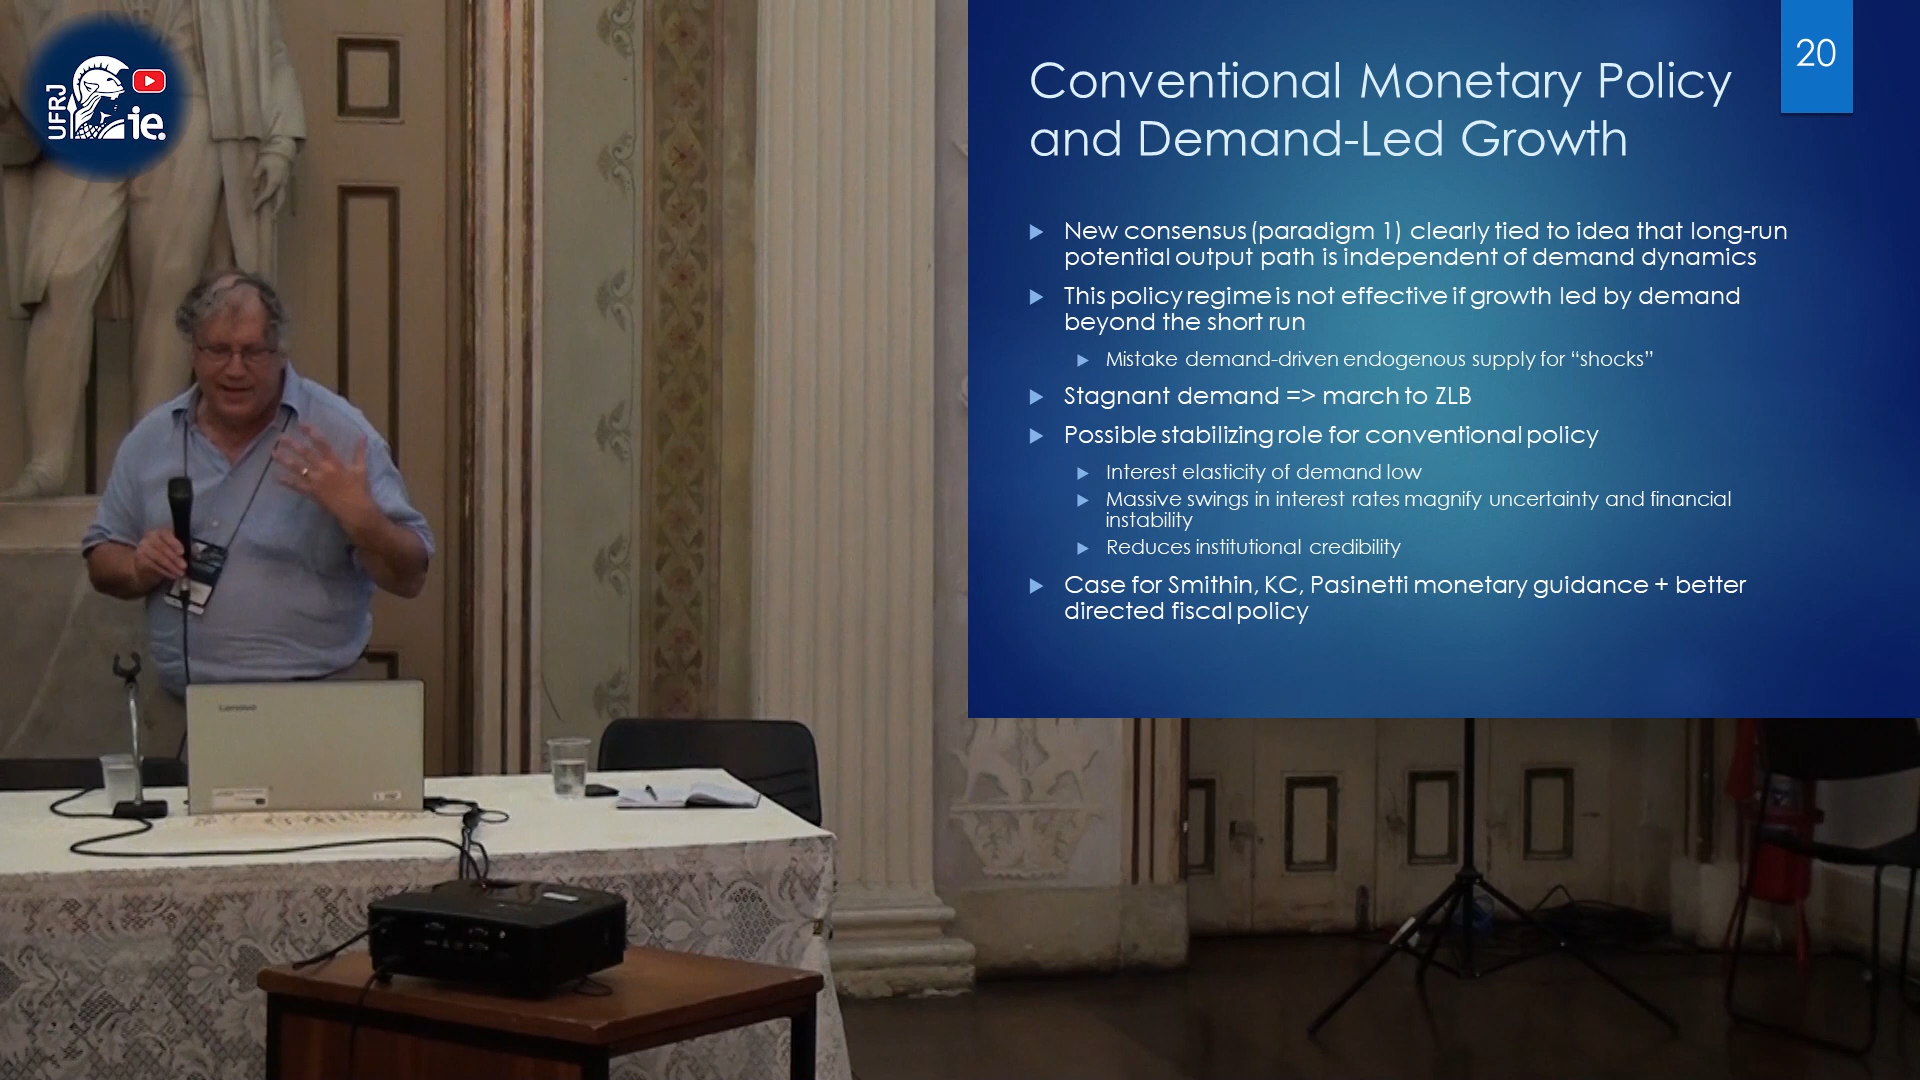 UFRJ
ie.
20
Conventional Monetary Policy
and Demand-Led Growth
New consensus (paradigm 1) clearly tied to idea that long-run
potential output path is independent of demand dynamics
This policy regime is not effective if growth led by demand
beyond the short run
Mistake demand-driven endogenous supply for “shocks”
Stagnant demand => march to ZLB
Possible stabilizing role for conventional policy
Interest elasticity of demand low
Massive swings in interest rates magnify uncertainty and financial
instability
Reduces institutional credibility
Case for Smithin, KC, Pasinetti monetary guidance + better
directed fiscal policy
Lenovo